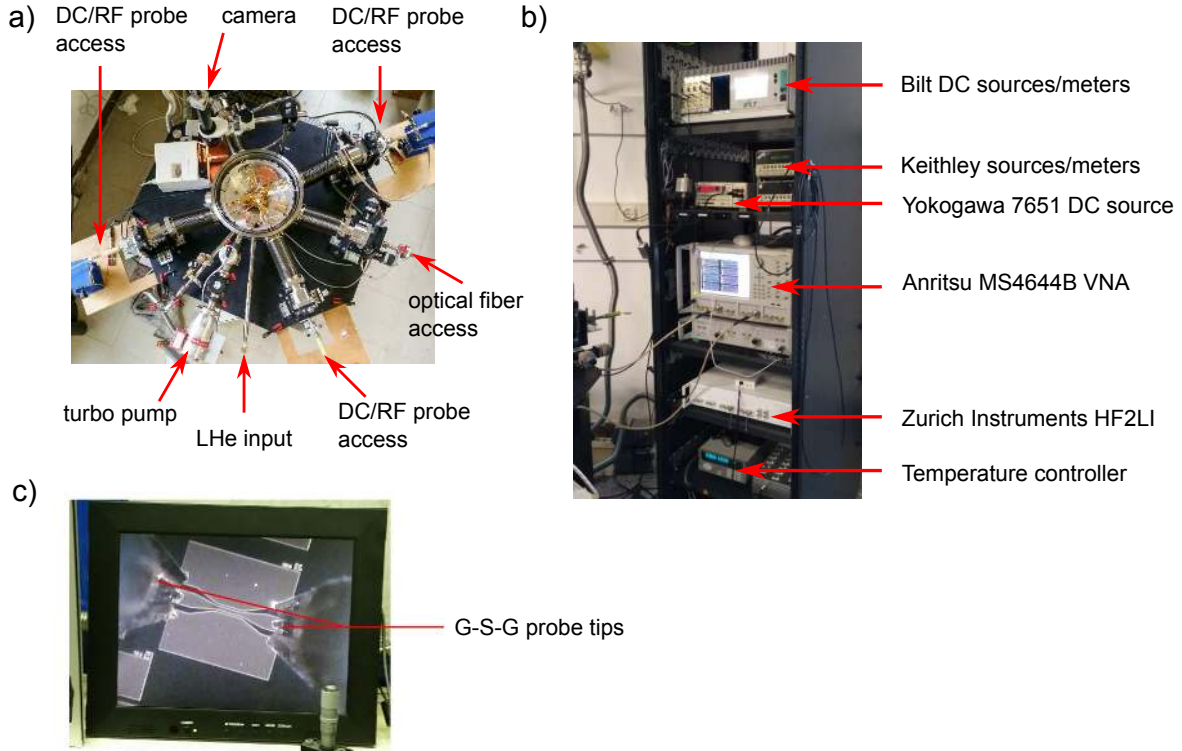 a)
DC/RF probe
access
camera
DC/RF probe
access
optical fiber
access
turbo pump
LHe input
DC/RF probe
access
b)
Bilt DC sources/meters
Keithley sources/meters
Yokogawa 7651 DC source
Anritsu MS4644B VNA
Zurich Instruments HF2LI
Temperature controller
c)
G-S-G probe tips